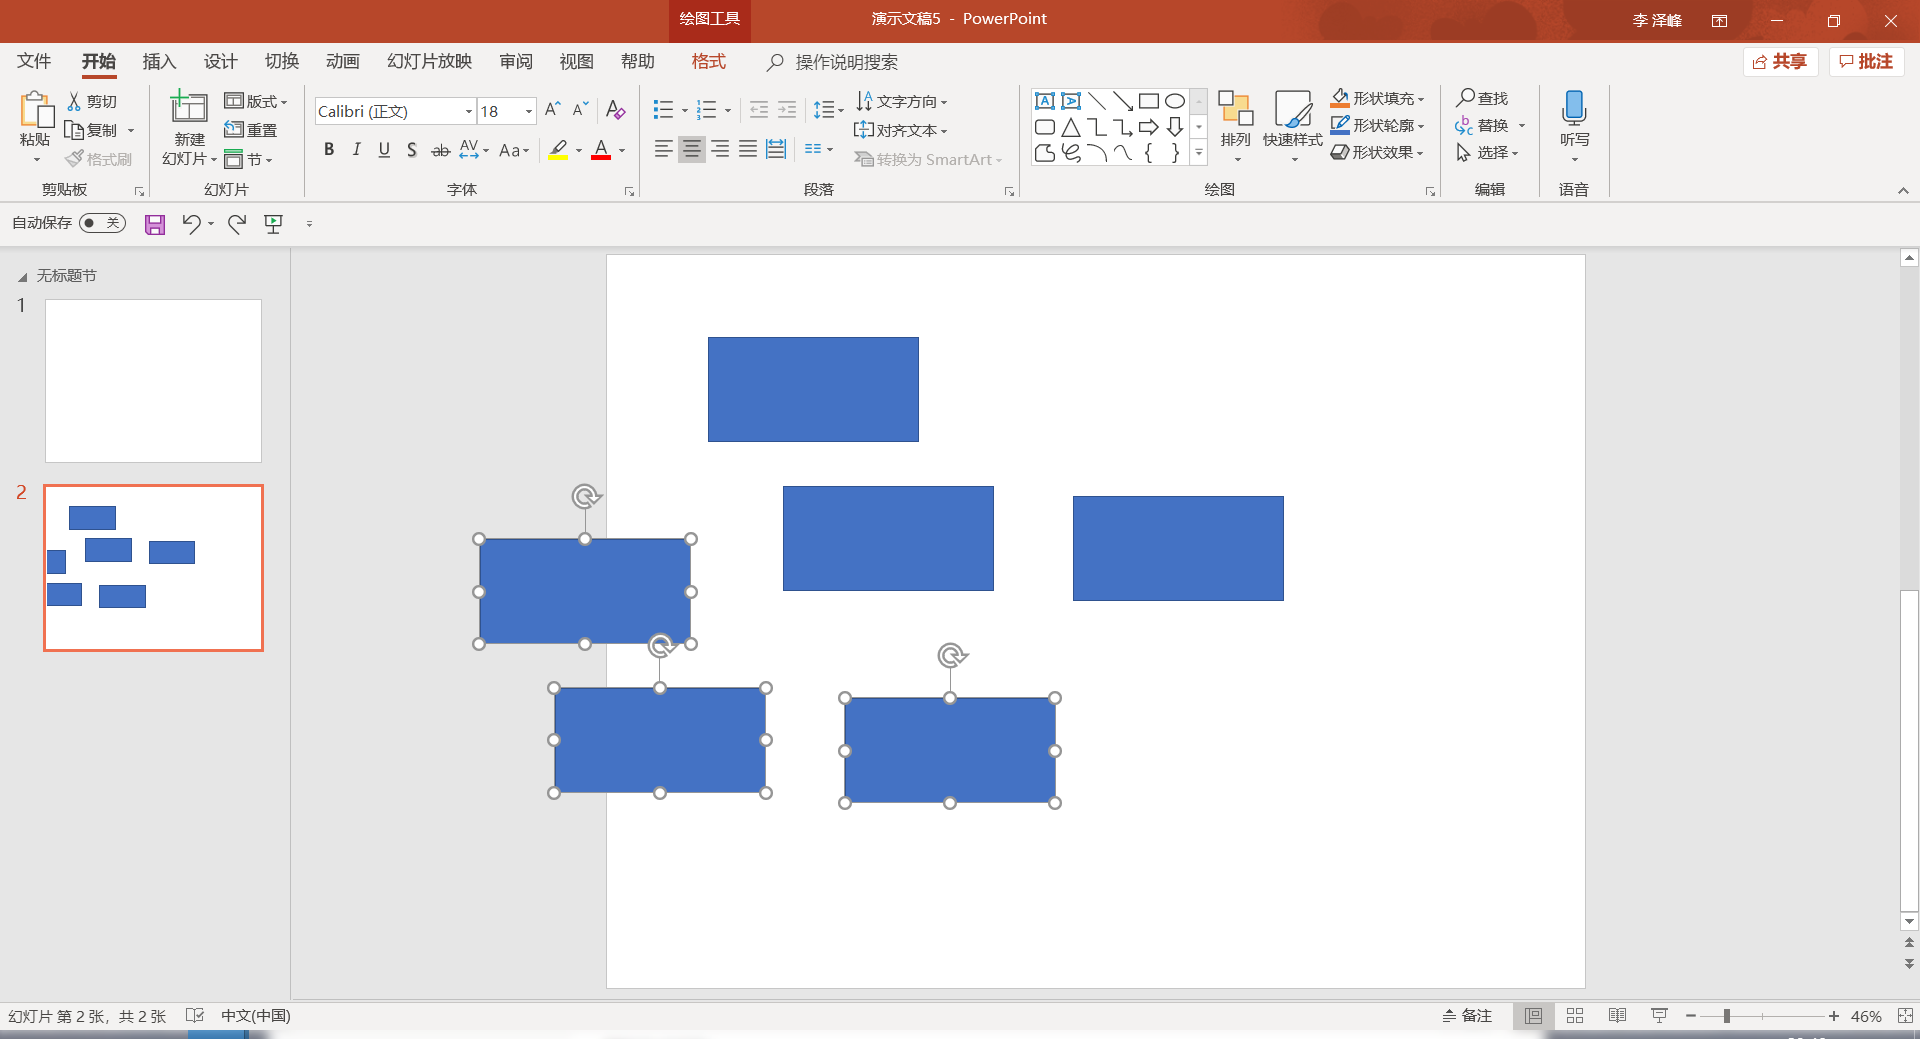 绘图工具
演示文稿5 - PowerPoint
李 泽峰
文件 开始 插入 设计 切换 动画 幻灯片放映 审阅 视图 帮助 格式 操作说明搜索 共享 批注
粘贴
剪切
复制
格式刷
剪贴板
新建
幻灯片
版式
重置
节
幻灯片
Calibri (正文) 18
B I U S ab AV Aa A
字体
文字方向
对齐文本
转换为 SmartArt
段落
排列
快速样式
形状填充
形状轮廓
形状效果
绘图
查找
替换
选择
编辑
听写
语音
自动保存 关
无标题节
1
2
幻灯片 第 2 张，共 2 张 中文(中国) 备注 46%